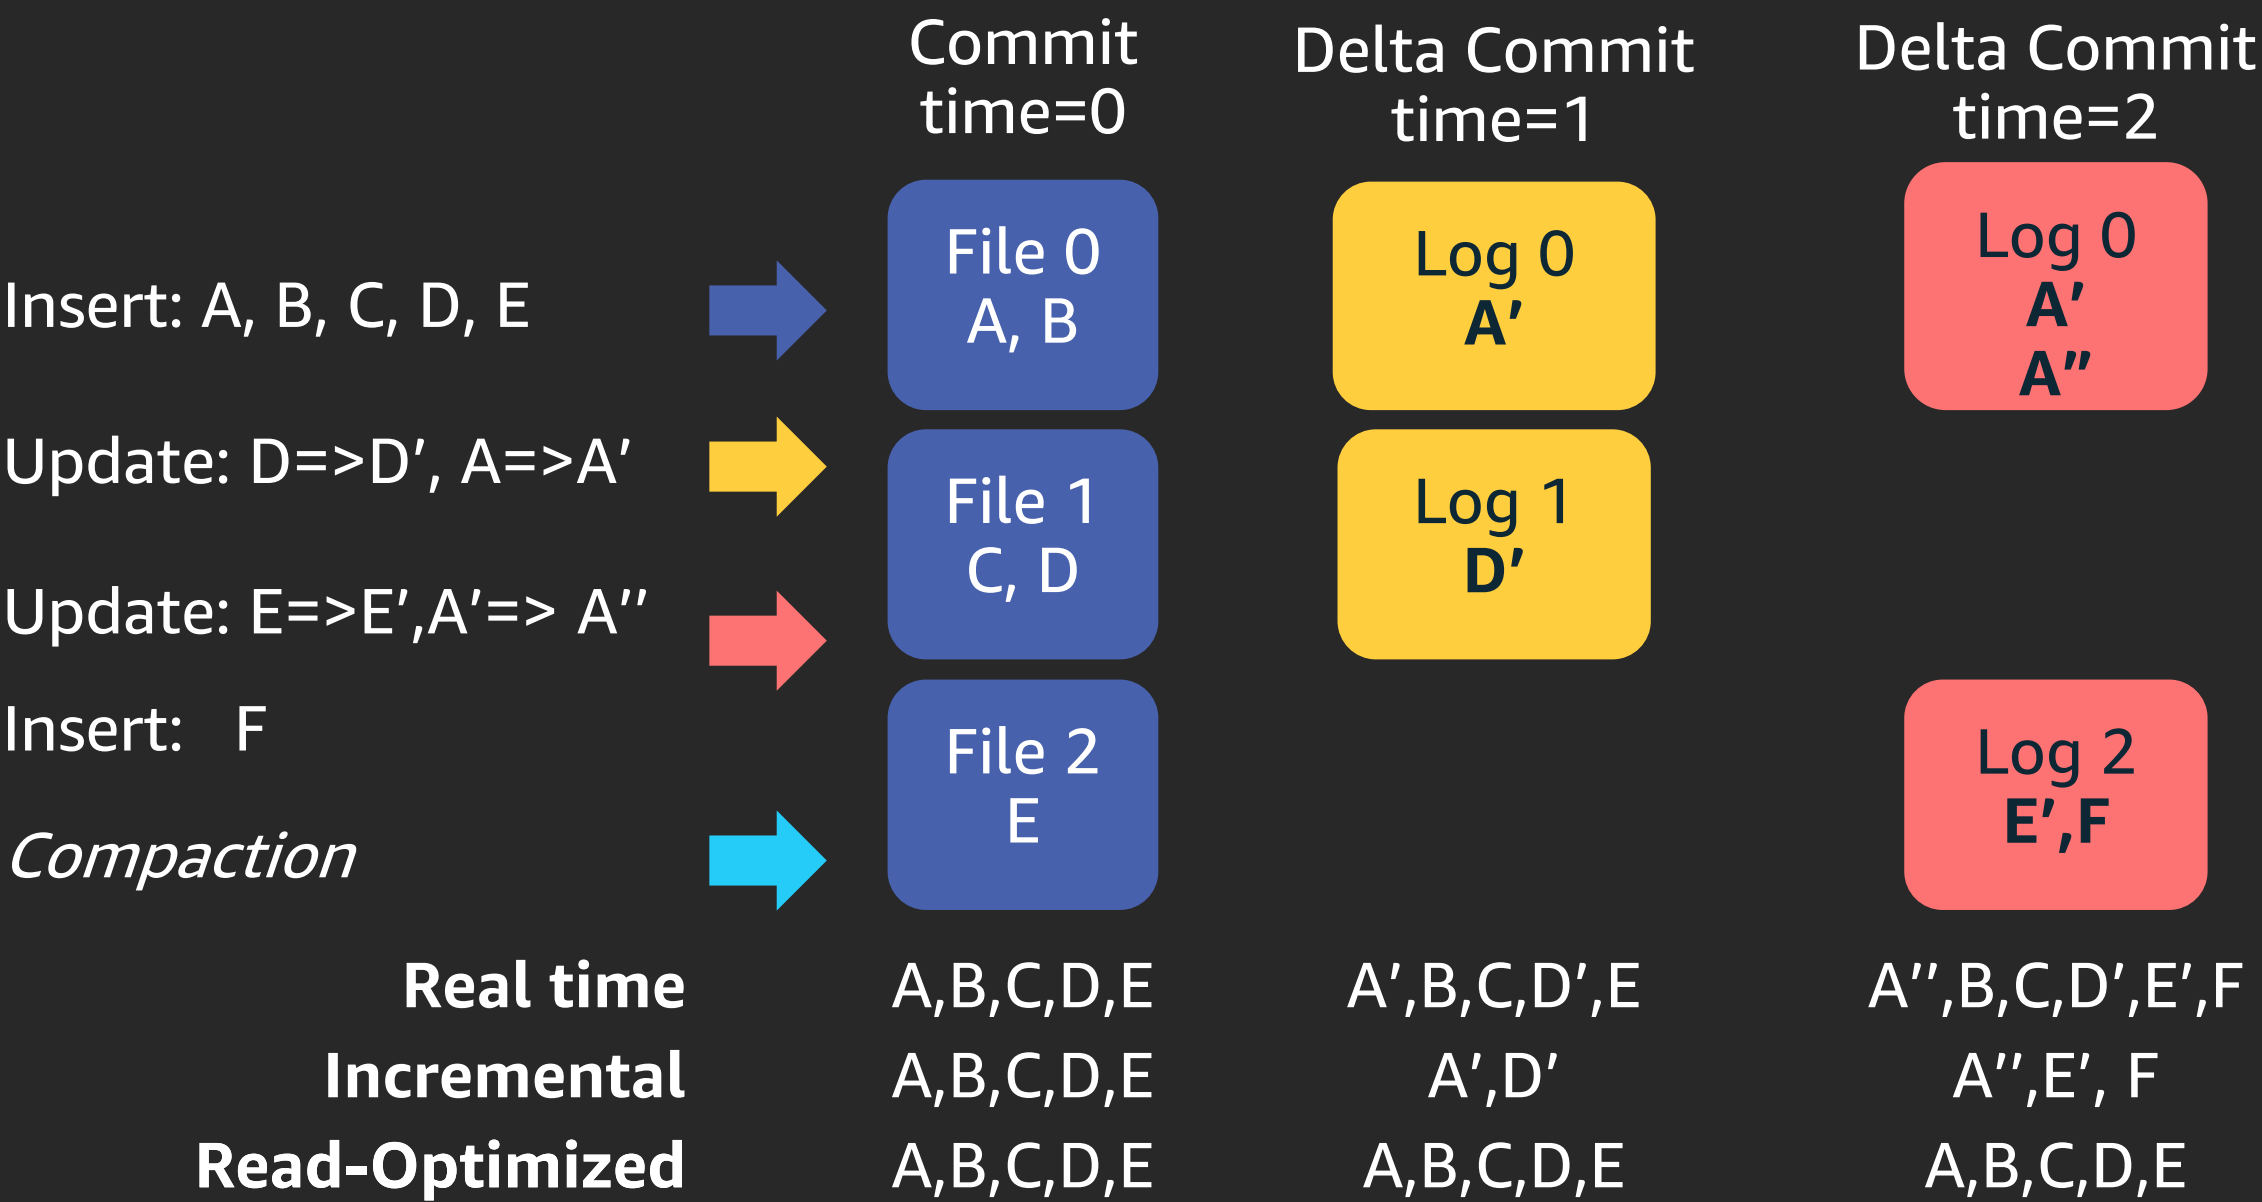 Commit
time=0
Delta Commit
time=1
Delta Commit
time=2
Insert: A, B, C, D, E
File 0
A, B
Log 0
A′
Log 0
A′
A″
Update: D=>D′, A=>A′
File 1
C, D
Log 1
D′
Update: E=>E′,A′=> A′′
Insert: F
File 2
E
Log 2
E′,F
Compaction
Real time
A,B,C,D,E
A′,B,C,D′,E
A′′,B,C,D′,E′,F
Incremental
A,B,C,D,E
A′,D′
A′′,E′, F
Read-Optimized
A,B,C,D,E
A,B,C,D,E
A,B,C,D,E